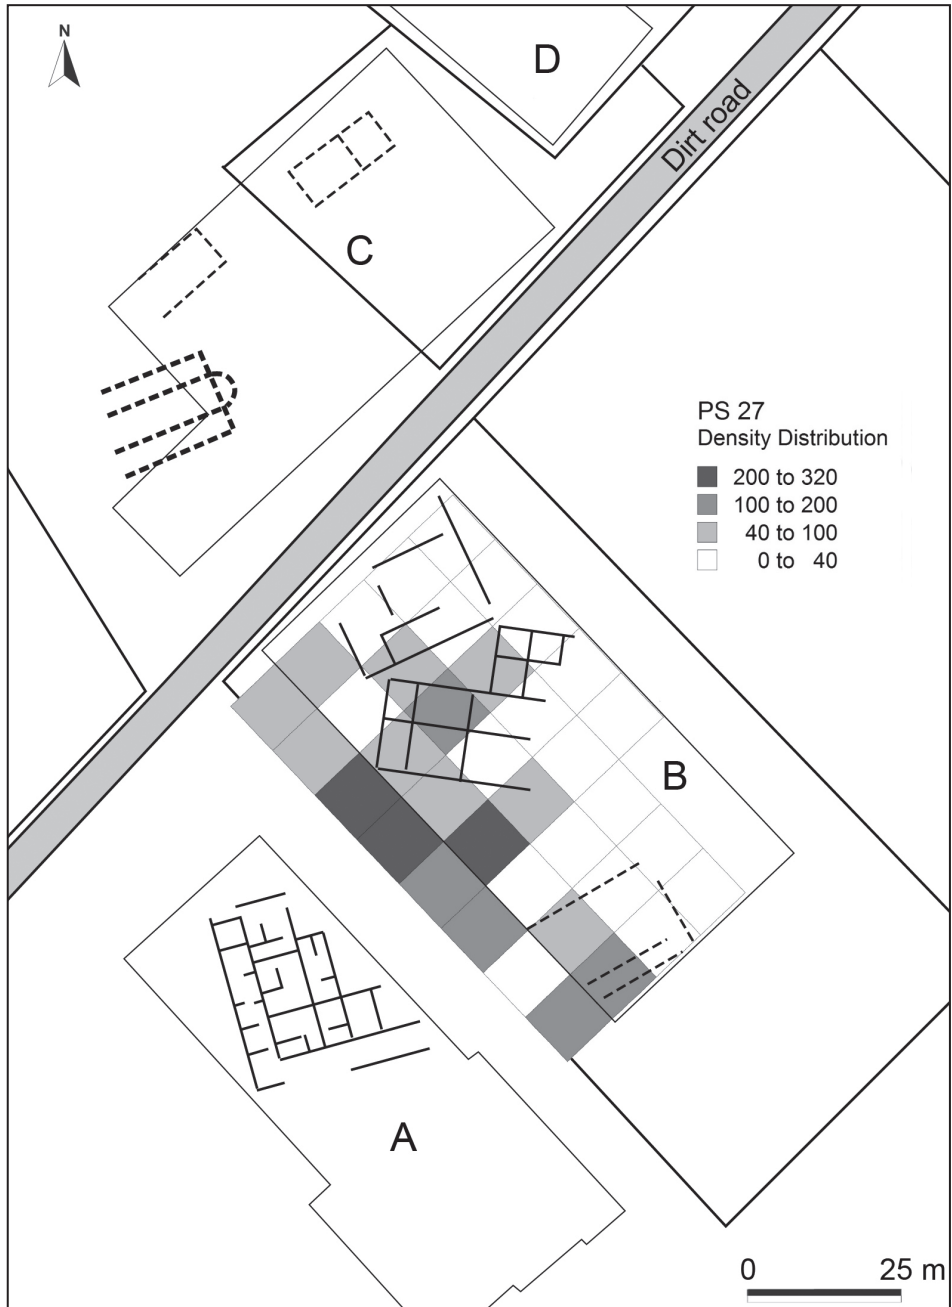 N
D
Dirt road
C
PS 27
Density Distribution
200 to 320
100 to 200
40 to 100
0 to 40
B
A
0 25 m